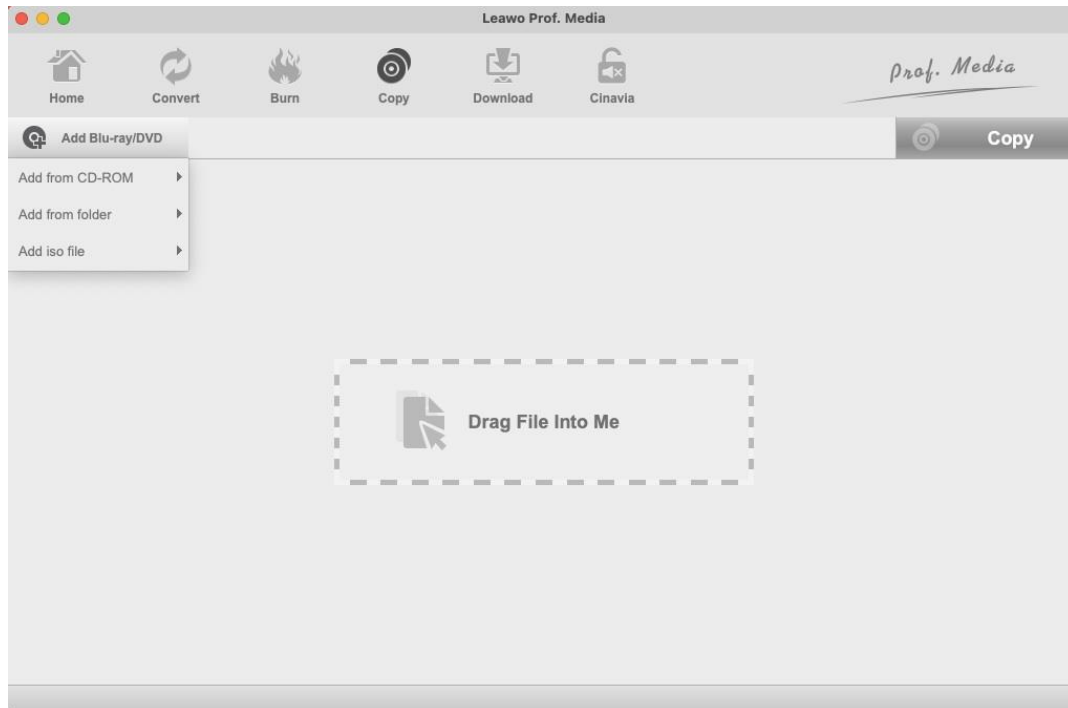 Leawo Prof. Media
Home Convert Burn Copy Download Cinavia
Prof. Media
Add Blu-ray/DVD
Copy
Add from CD-ROM
Add from folder
Add iso file
Drag File Into Me